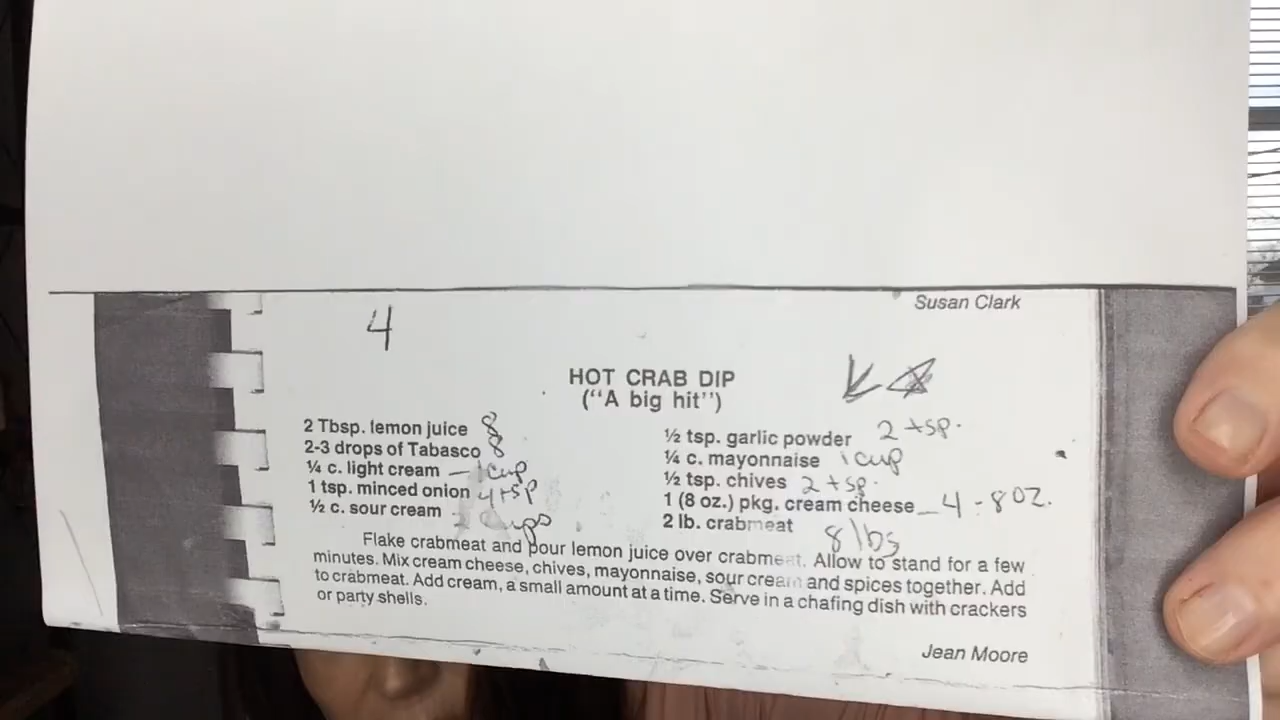 Susan Clark
4
HOT CRAB DIP
("A big hit")
2 Tbsp. lemon juice 8
2-3 drops of Tabasco 8
¼ c. light cream — 1 cup
1 tsp. minced onion 4 tsp
½ c. sour cream 2 cups
½ tsp. garlic powder 2 tsp.
¼ c. mayonnaise 1 cup
½ tsp. chives 2 tsp.
1 (8 oz.) pkg. cream cheese — 4 - 8 oz.
2 lb. crabmeat 8 lbs
Flake crabmeat and pour lemon juice over crabmeat. Allow to stand for a few
minutes. Mix cream cheese, chives, mayonnaise, sour cream and spices together. Add
to crabmeat. Add cream, a small amount at a time. Serve in a chafing dish with crackers
or party shells.
Jean Moore